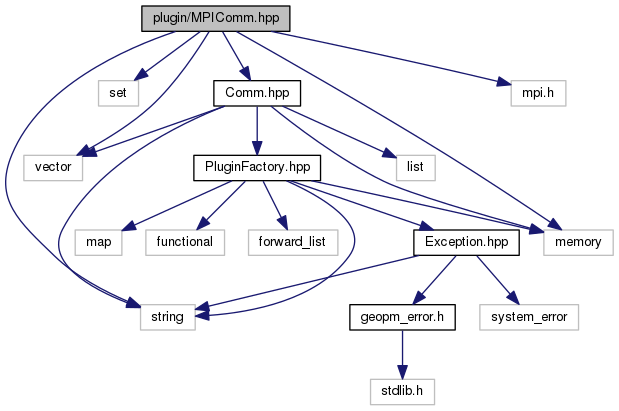 plugin/MPIComm.hpp
set
Comm.hpp
mpi.h
vector
PluginFactory.hpp
list
map
functional
forward_list
Exception.hpp
memory
string
geopm_error.h
system_error
stdlib.h